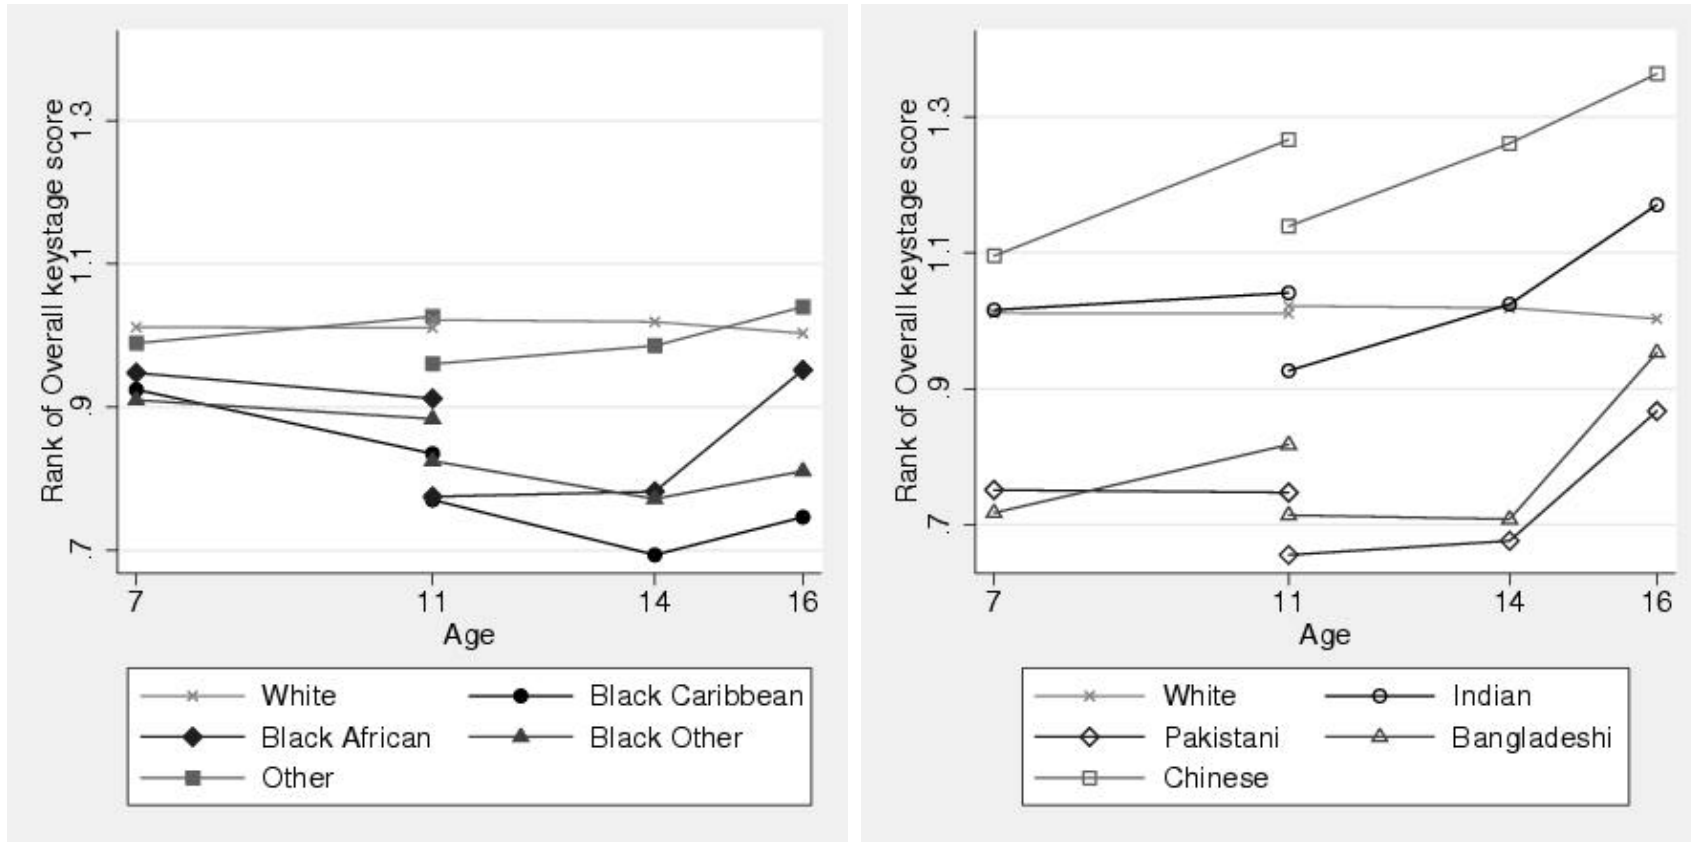 Rank of Overall keystage score
1.3
1.1
.9
.7
7 11 14 16
Age
White Black Caribbean
Black African Black Other
Other
Rank of Overall keystage score
1.3
1.1
.9
.7
7 11 14 16
Age
White Indian
Pakistani Bangladeshi
Chinese